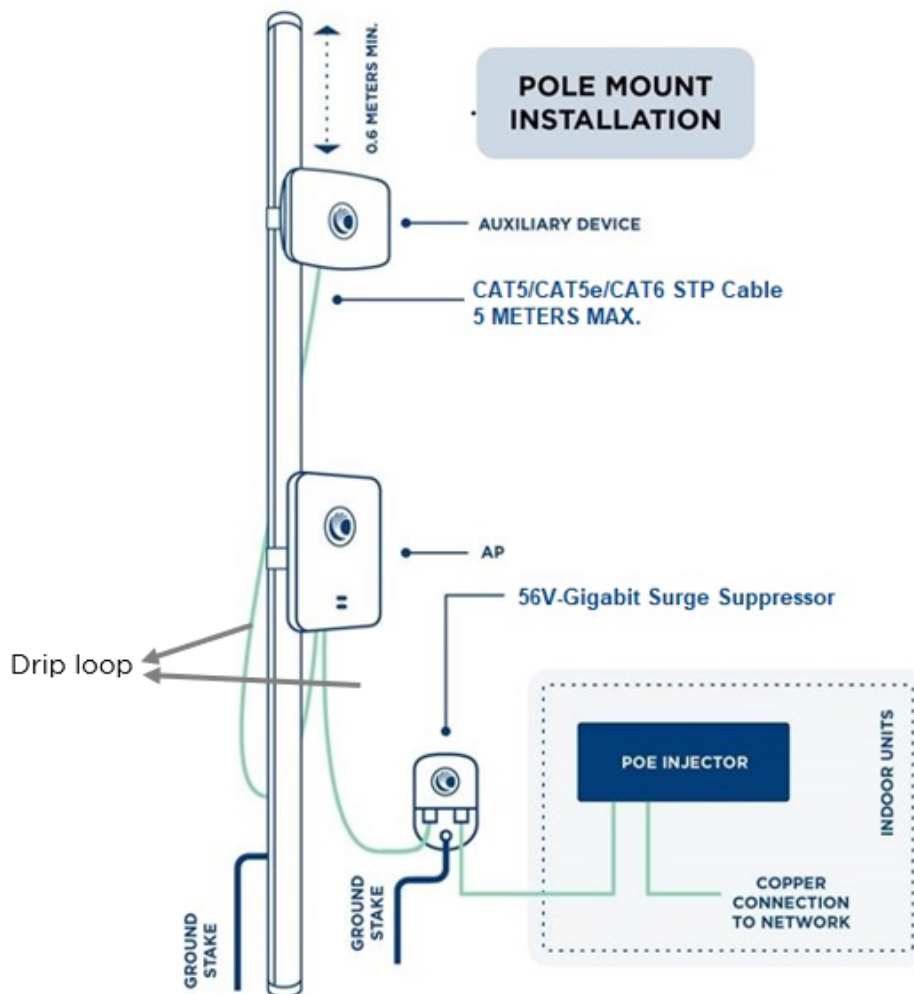 0.6 METERS MIN.
POLE MOUNT
INSTALLATION
AUXILIARY DEVICE
CAT5/CAT5e/CAT6 STP Cable
5 METERS MAX.
AP
56V-Gigabit Surge Suppressor
Drip loop
POE INJECTOR
INDOOR UNITS
COPPER
CONNECTION
TO NETWORK
GROUND
STAKE
GROUND
STAKE